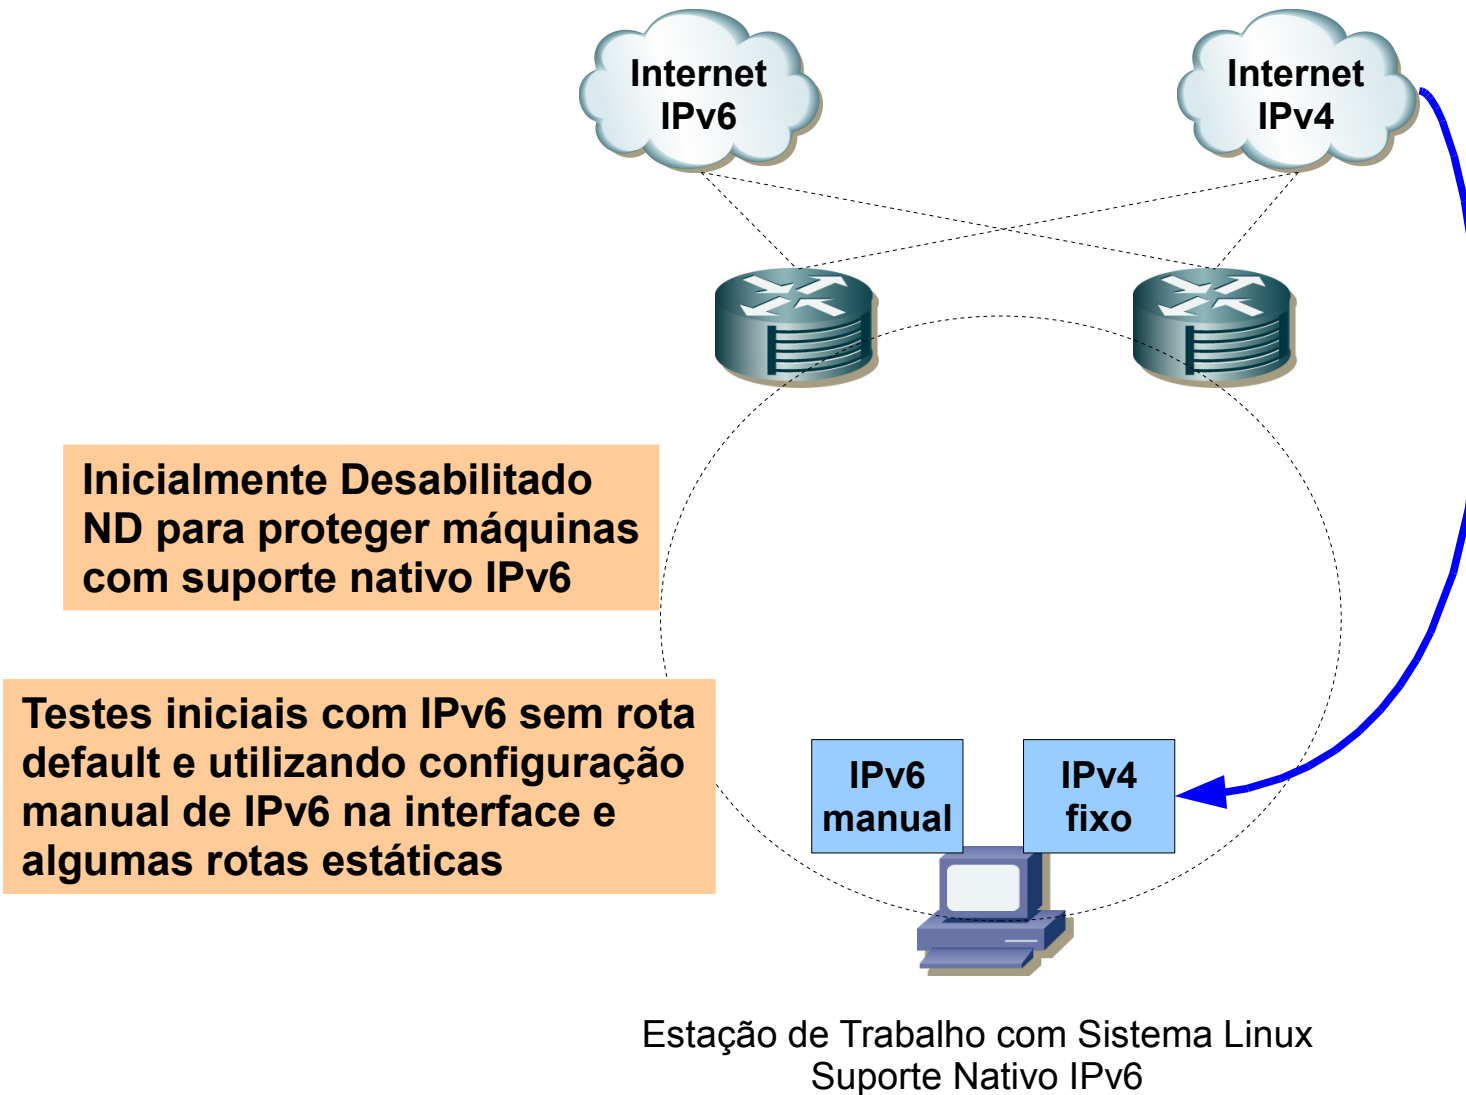 Internet
IPv6
Internet
IPv4
Inicialmente Desabilitado
ND para proteger máquinas
com suporte nativo IPv6
Testes iniciais com IPv6 sem rota
default e utilizando configuração
manual de IPv6 na interface e
algumas rotas estáticas
IPv6
manual
IPv4
fixo
Estação de Trabalho com Sistema Linux
Suporte Nativo IPv6